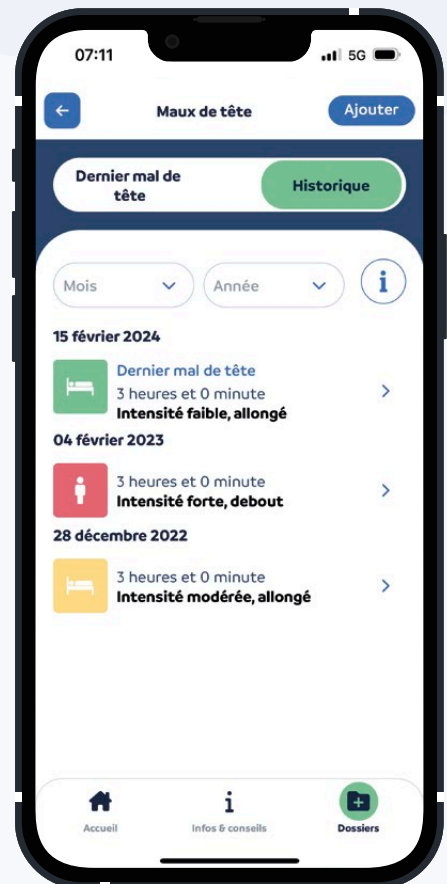 07:11
5G
Maux de tête
Ajouter
Dernier mal de
tête
Historique
Mois
Année
i
15 février 2024
Dernier mal de tête
3 heures et 0 minute
Intensité faible, allongé
04 février 2023
3 heures et 0 minute
Intensité forte, debout
28 décembre 2022
3 heures et 0 minute
Intensité modérée, allongé
i
Accueil
Infos & conseils
Dossiers